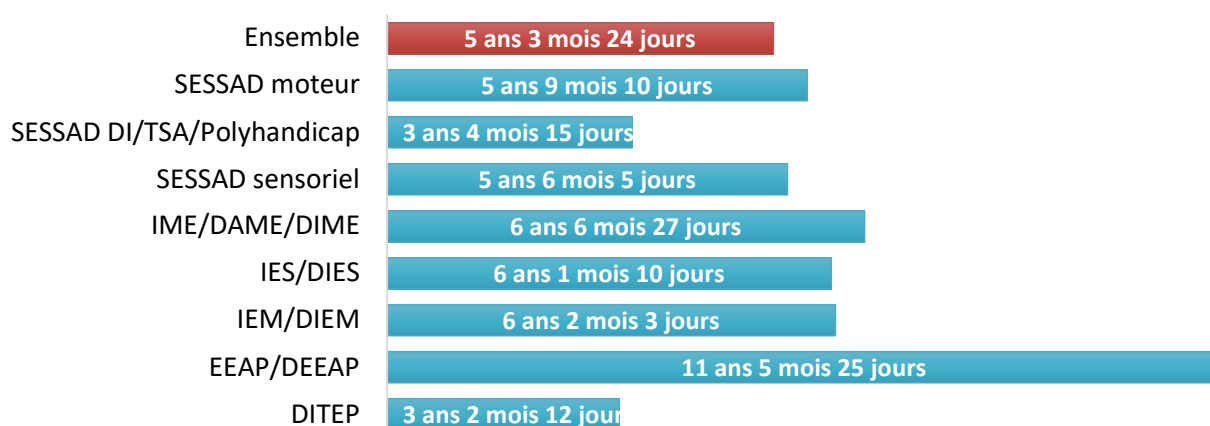 Ensemble 5 ans 3 mois 24 jours
SESSAD moteur 5 ans 9 mois 10 jours
SESSAD DI/TSA/Polyhandicap 3 ans 4 mois 15 jours
SESSAD sensoriel 5 ans 6 mois 5 jours
IME/DAME/DIME 6 ans 6 mois 27 jours
IES/DIES 6 ans 1 mois 10 jours
IEM/DIEM 6 ans 2 mois 3 jours
EEAP/DEEAP 11 ans 5 mois 25 jours
DITEP 3 ans 2 mois 12 jour